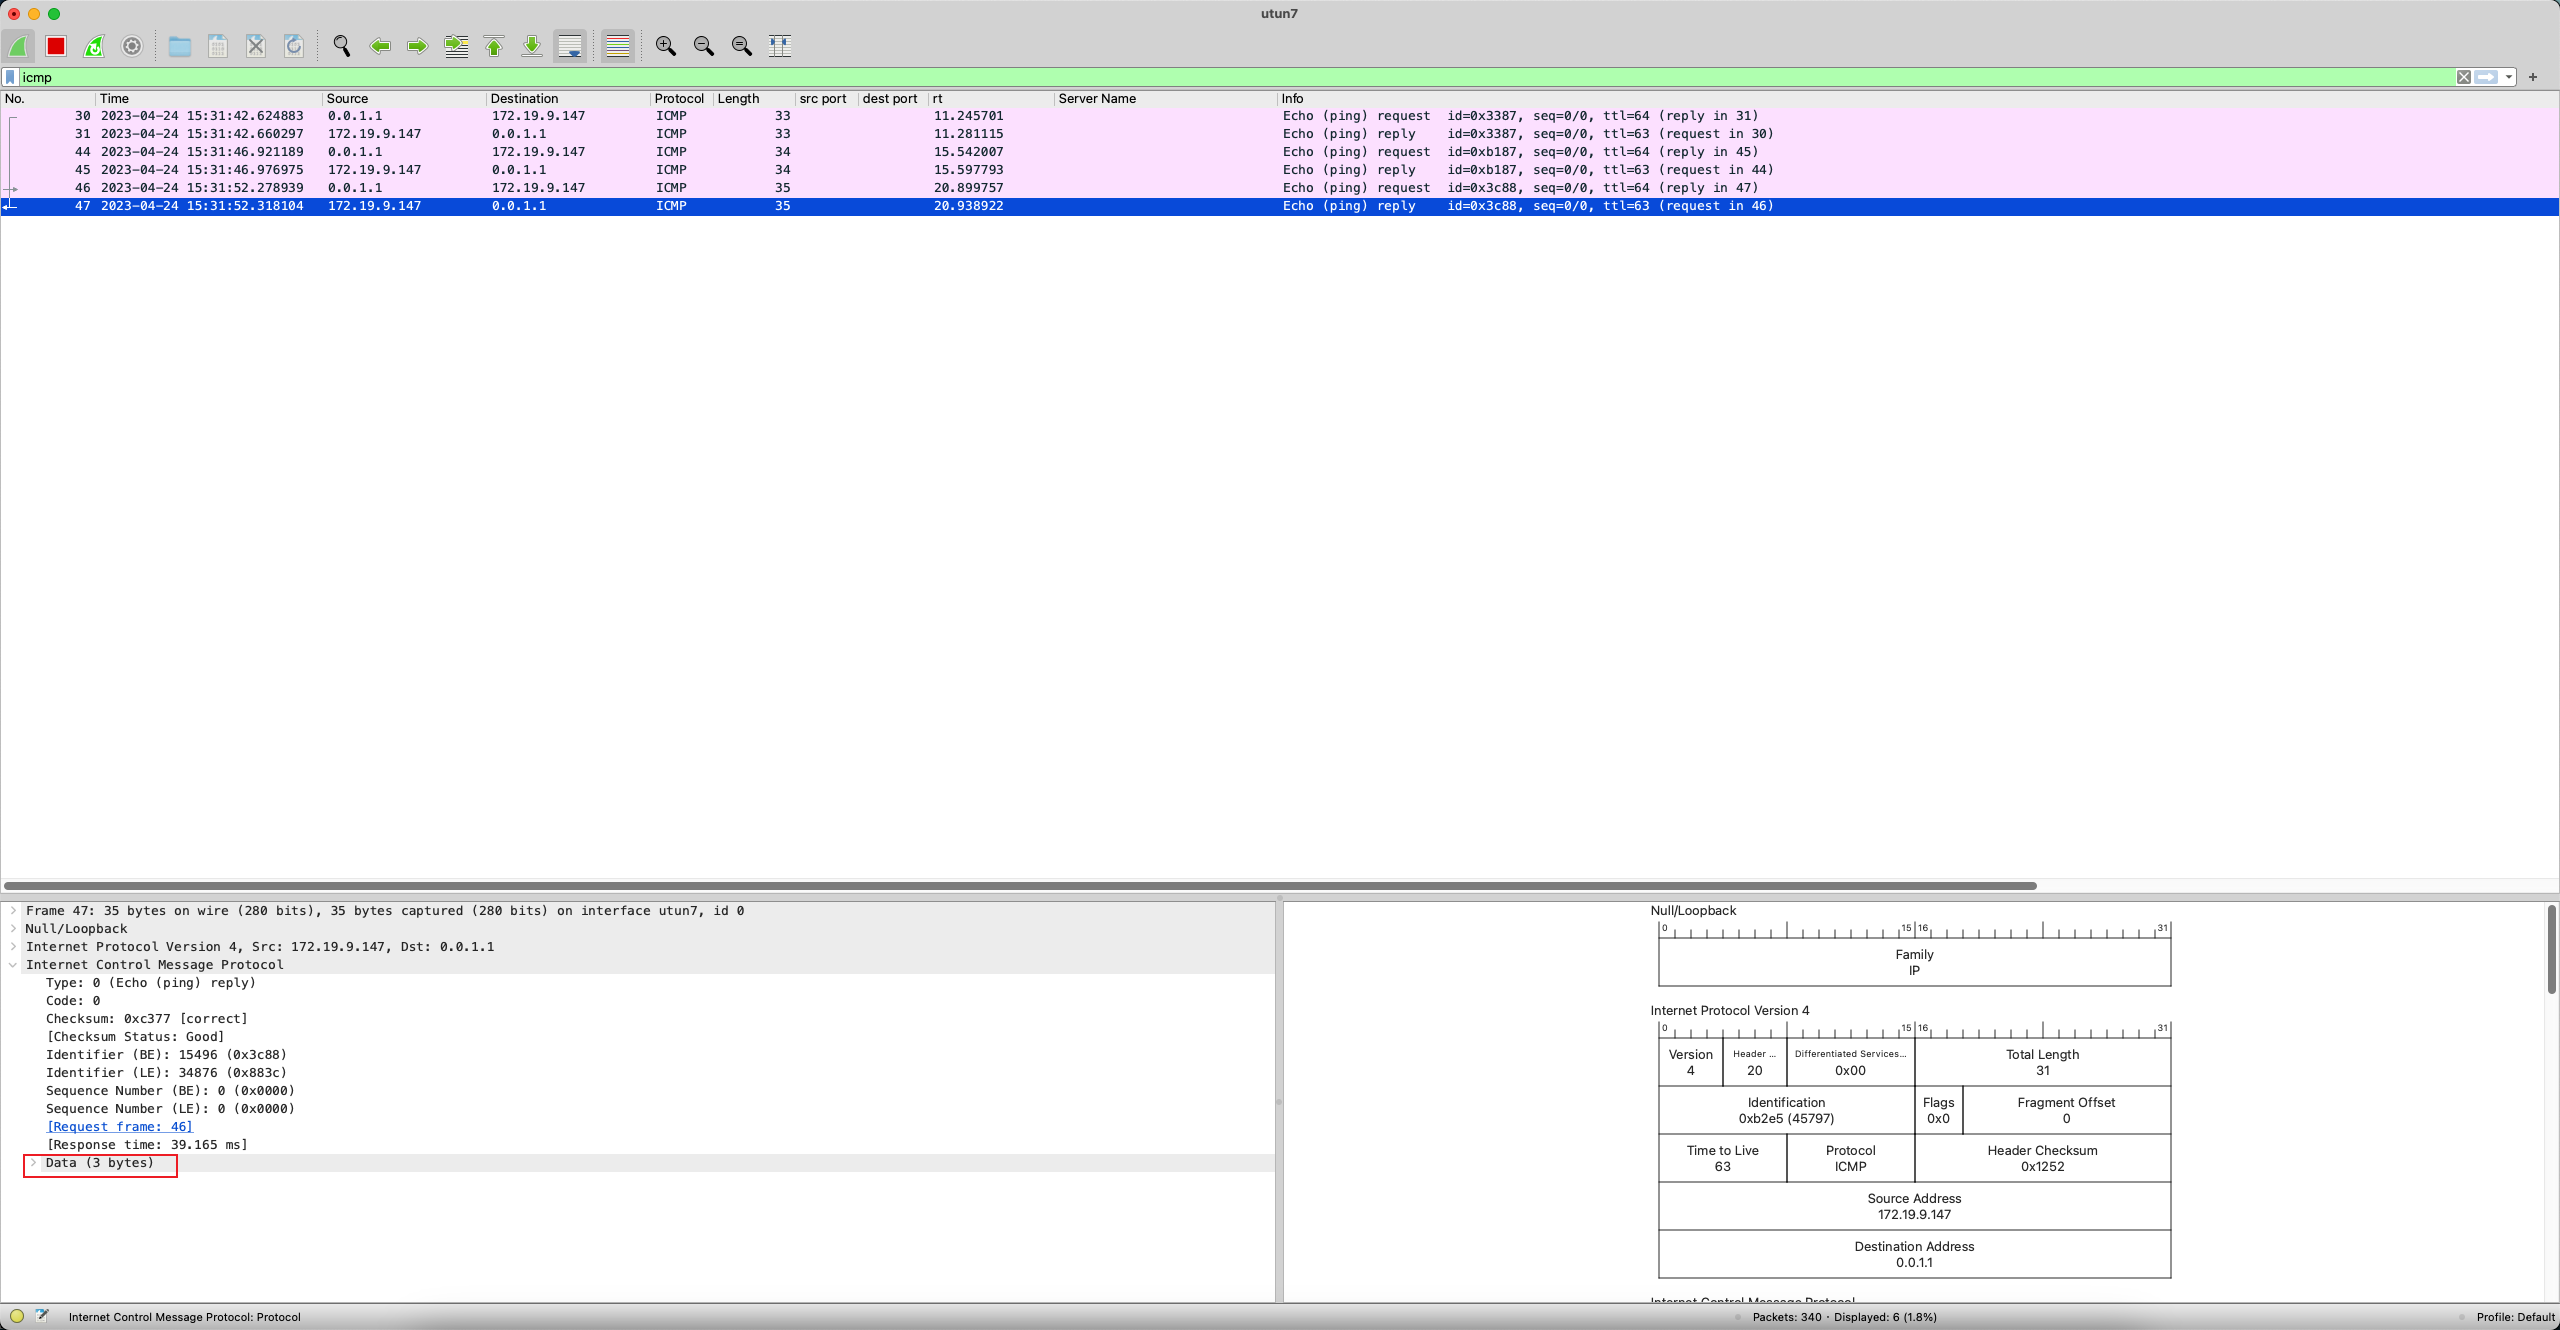 utun7
icmp
No. Time Source Destination Protocol Length src port dest port rt Server Name Info
30 2023-04-24 15:31:42.624883 0.0.1.1 172.19.9.147 ICMP 33 11.245701 Echo (ping) request id=0x3387, seq=0/0, ttl=64 (reply in 31)
31 2023-04-24 15:31:42.660297 172.19.9.147 0.0.1.1 ICMP 33 11.281115 Echo (ping) reply id=0x3387, seq=0/0, ttl=63 (request in 30)
44 2023-04-24 15:31:46.921189 0.0.1.1 172.19.9.147 ICMP 34 15.542007 Echo (ping) request id=0xb187, seq=0/0, ttl=64 (reply in 45)
45 2023-04-24 15:31:46.976975 172.19.9.147 0.0.1.1 ICMP 34 15.597793 Echo (ping) reply id=0xb187, seq=0/0, ttl=63 (request in 44)
46 2023-04-24 15:31:52.278939 0.0.1.1 172.19.9.147 ICMP 35 20.899757 Echo (ping) request id=0x3c88, seq=0/0, ttl=64 (reply in 47)
47 2023-04-24 15:31:52.318104 172.19.9.147 0.0.1.1 ICMP 35 20.938922 Echo (ping) reply id=0x3c88, seq=0/0, ttl=63 (request in 46)
Frame 47: 35 bytes on wire (280 bits), 35 bytes captured (280 bits) on interface utun7, id 0
Null/Loopback
Internet Protocol Version 4, Src: 172.19.9.147, Dst: 0.0.1.1
Internet Control Message Protocol
Type: 0 (Echo (ping) reply)
Code: 0
Checksum: 0xc377 [correct]
[Checksum Status: Good]
Identifier (BE): 15496 (0x3c88)
Identifier (LE): 34876 (0x883c)
Sequence Number (BE): 0 (0x0000)
Sequence Number (LE): 0 (0x0000)
[Request frame: 46]
[Response time: 39.165 ms]
Data (3 bytes)
Null/Loopback
0 15 16 31
Family
IP
Internet Protocol Version 4
0 15 16 31
Version Header ... Differentiated Services... Total Length
4 20 0x00 31
Identification Flags Fragment Offset
0xb2e5 (45797) 0x0 0
Time to Live Protocol Header Checksum
63 ICMP 0x1252
Source Address
172.19.9.147
Destination Address
0.0.1.1
Internet Control Message Protocol
Internet Control Message Protocol: Protocol
Packets: 340 · Displayed: 6 (1.8%)
Profile: Default